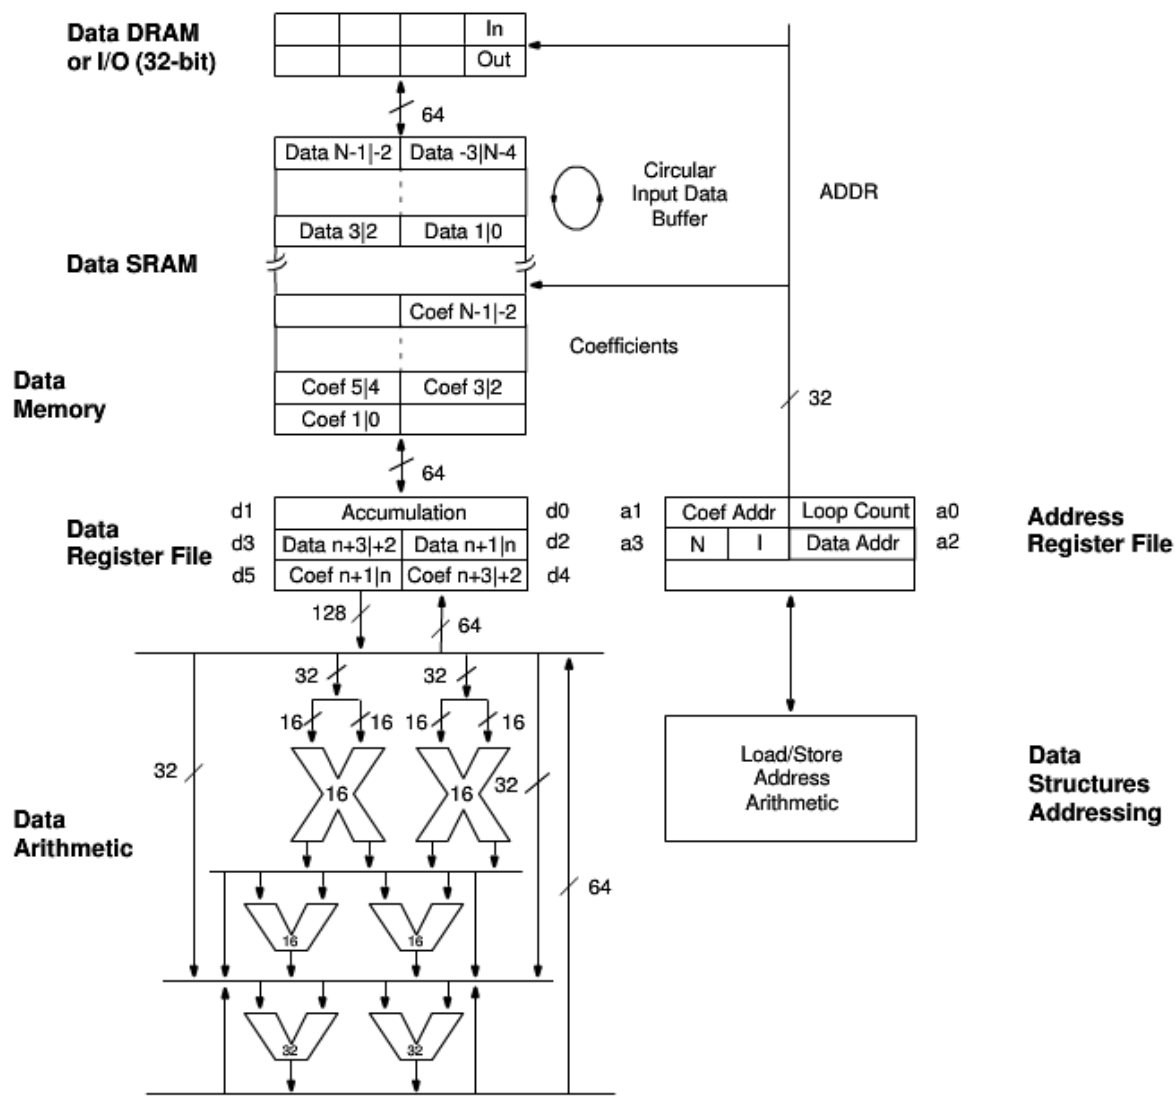 Data DRAM
or I/O (32-bit)
In
Out
64
Data N-1|-2 Data -3|N-4
Circular
Input Data
Buffer
ADDR
Data 3|2 Data 1|0
Data SRAM
Coef N-1|-2
Coefficients
Data
Memory
Coef 5|4 Coef 3|2
Coef 1|0
32
64
Data
Register File
d1 Accumulation d0
d3 Data n+3|+2 Data n+1|n d2
d5 Coef n+1|n Coef n+3|+2 d4
a1 Coef Addr Loop Count a0
a3 N I Data Addr a2
Address
Register File
128 64
32 32
16 16 16 16
32 16 16 32
Load/Store
Address
Arithmetic
Data
Structures
Addressing
Data
Arithmetic
64
16 16
32 32